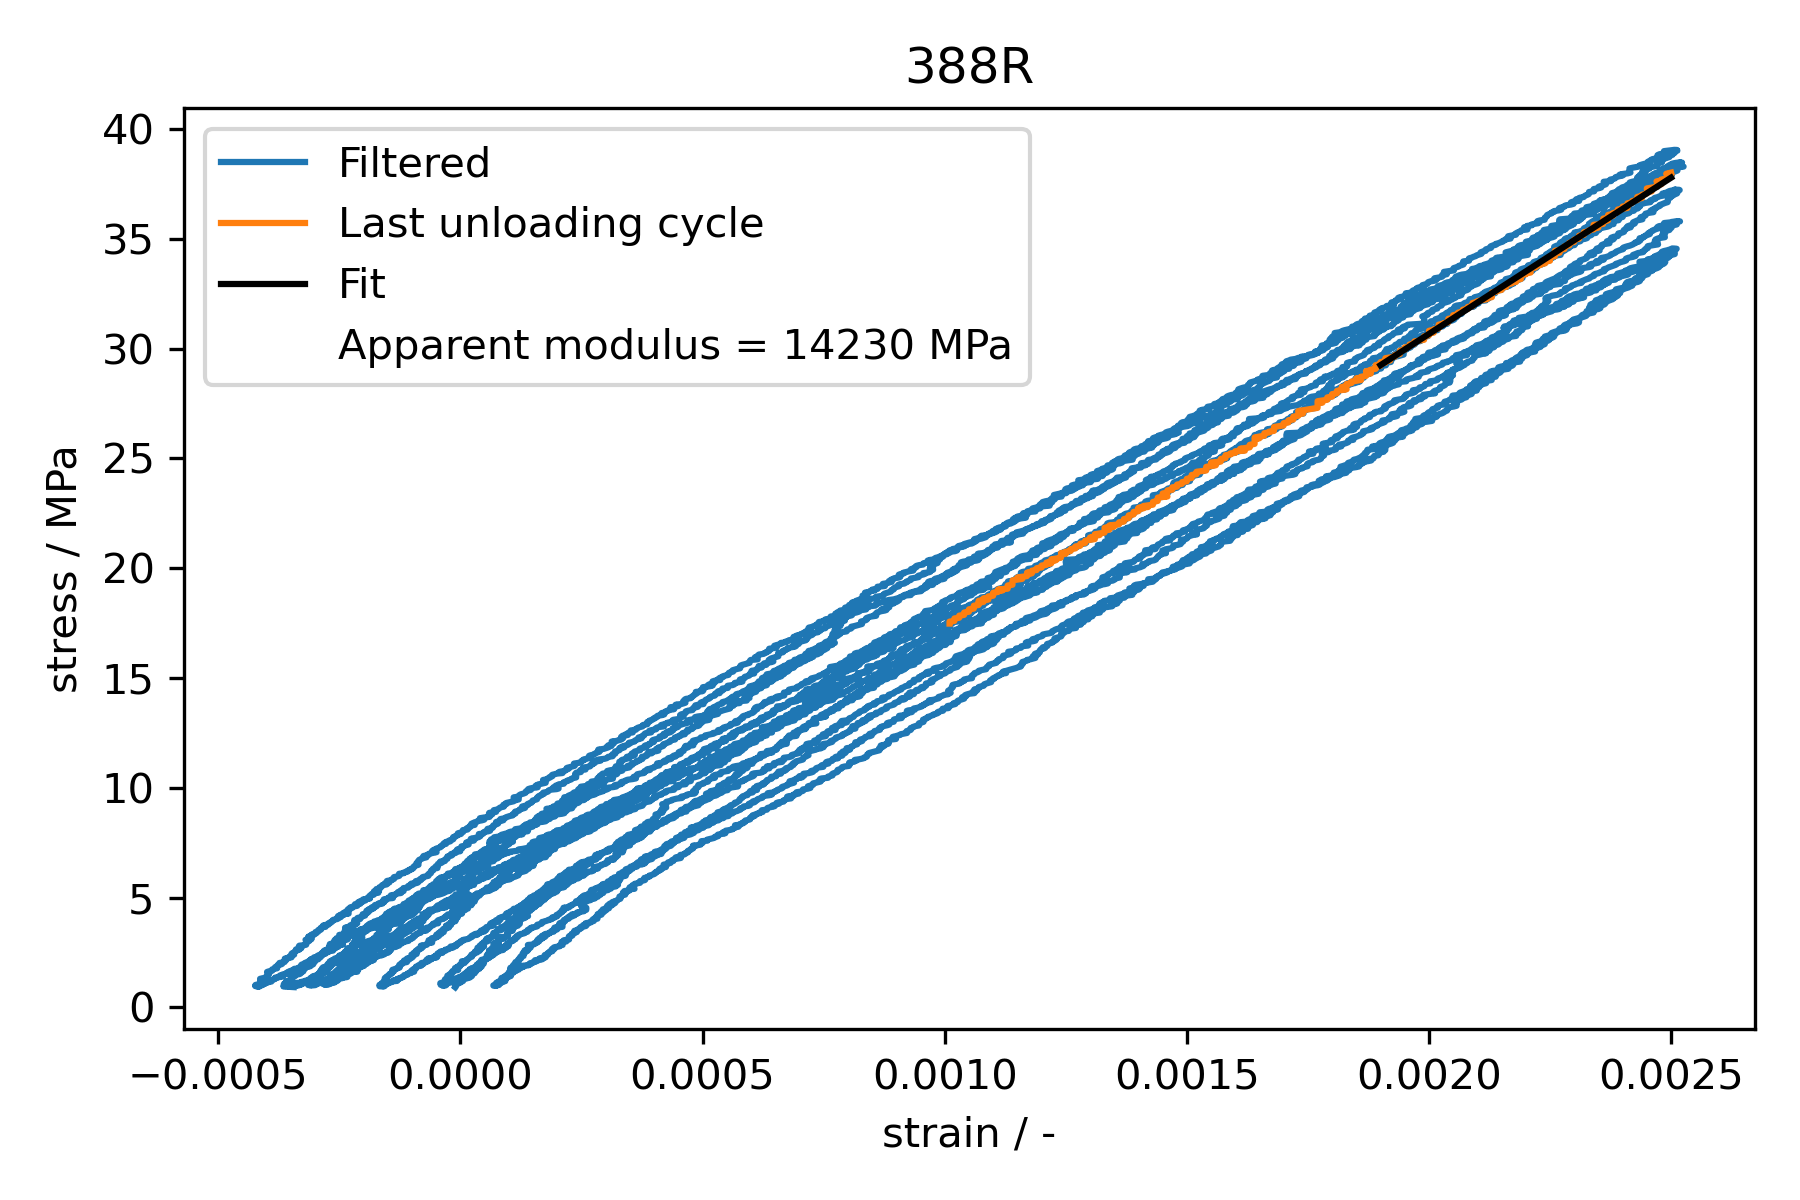 388R
40
35
30
25
20
15
10
5
0
stress / MPa
Filtered
Last unloading cycle
Fit
Apparent modulus = 14230 MPa
−0.0005 0.0000 0.0005 0.0010 0.0015 0.0020 0.0025
strain / -